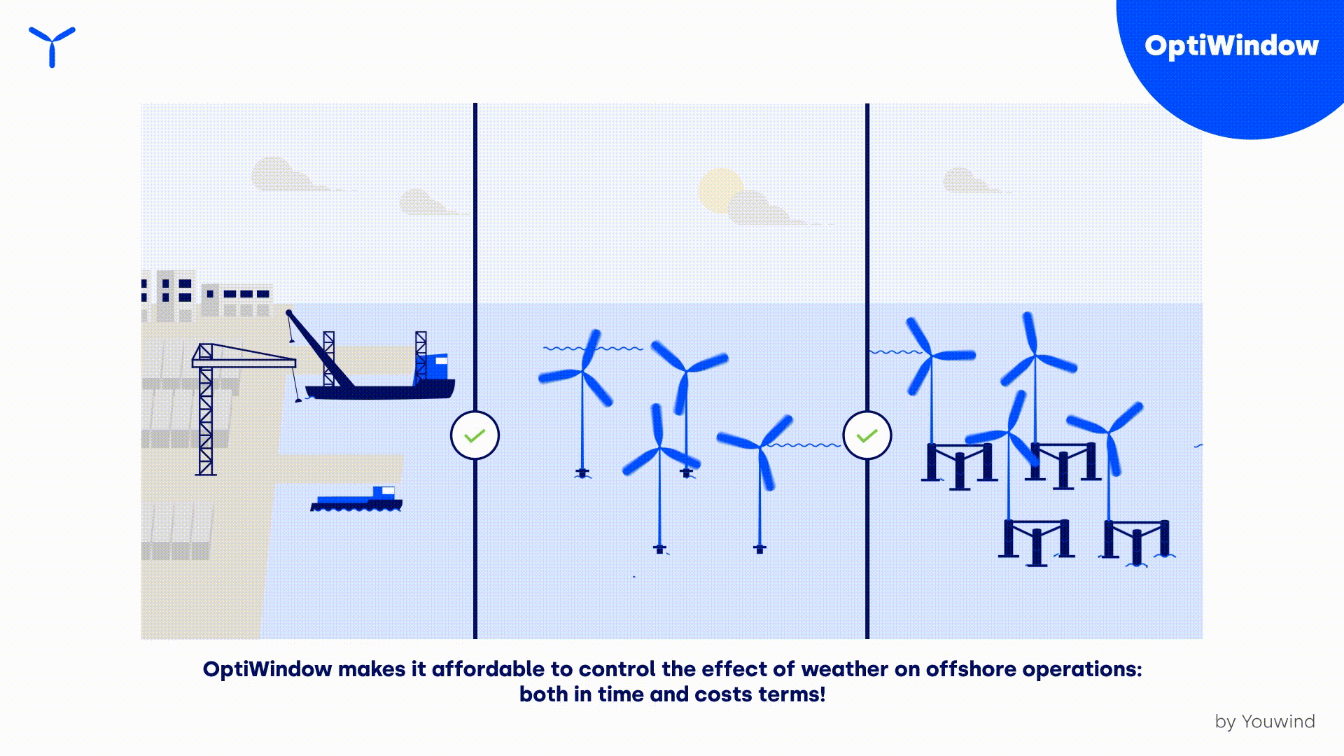 OptiWindow
OptiWindow makes it affordable to control the effect of weather on offshore operations:
both in time and costs terms!
by Youwind